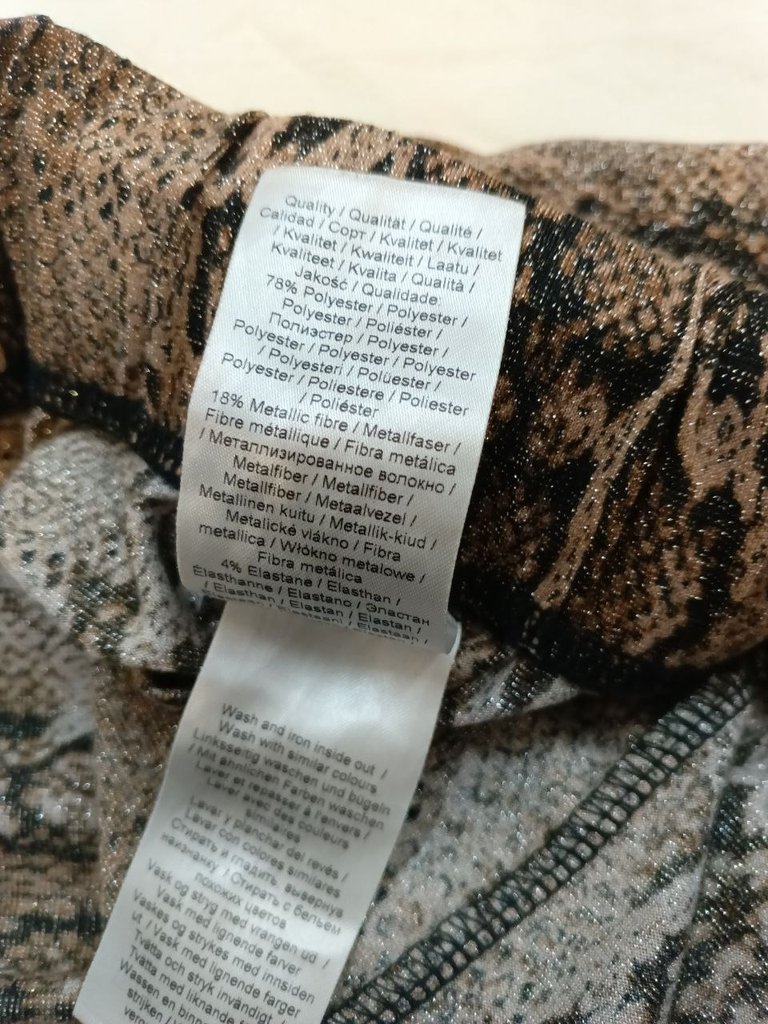 Quality / Qualität / Qualité /
Calidad / Сорт / Kvalitet / Kvalitet
/ Kvalitet / Kwaliteit / Laatu /
Kvaliteet / Kvalita / Qualità /
Jakość / Qualidade:
78% Polyester / Polyester /
Polyester / Poliéster /
Полиэстер / Polyester /
Polyester / Polyester / Polyester
/ Polyesteri / Polüester /
Polyester / Poliestere / Poliester
/ Poliéster
18% Metallic fibre / Metallfaser /
Fibre métallique / Fibra metálica
/ Металлизированное волокно /
Metalfiber / Metallfiber /
Metallfiber / Metaalvezel /
Metallinen kuitu / Metallik-kiud /
Metalické vlákno / Fibra
metallica / Włókno metalowe /
Fibra metálica
4% Elastane / Elasthan /
Élasthanne / Elastano / Эластан
/ Elasthan / Elastan / Elastan /
Wash and iron inside out /
Wash with similar colours
Linksseitig waschen und bügeln
/ Mit ähnlichen Farben waschen
Laver et repasser à l'envers /
Laver avec des couleurs
similaires
Lavar y planchar del revés /
Lavar con colores similares
Стирать и гладить, вывернув
наизнанку / Стирать с бельем
похожих цветов
Vask og stryg med vrangen ud
/ Vask med lignende farver
Vaskes og strykes med innsiden
ut / Vask med lignende farger
Tvätta och stryk invändigt /
Tvätta med liknande
Wassen en
strijken /